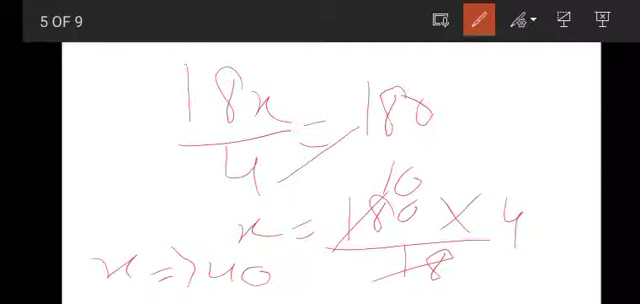 5 OF 9
18x/4 = 180
10
x = 180 × 4/18
x => 40